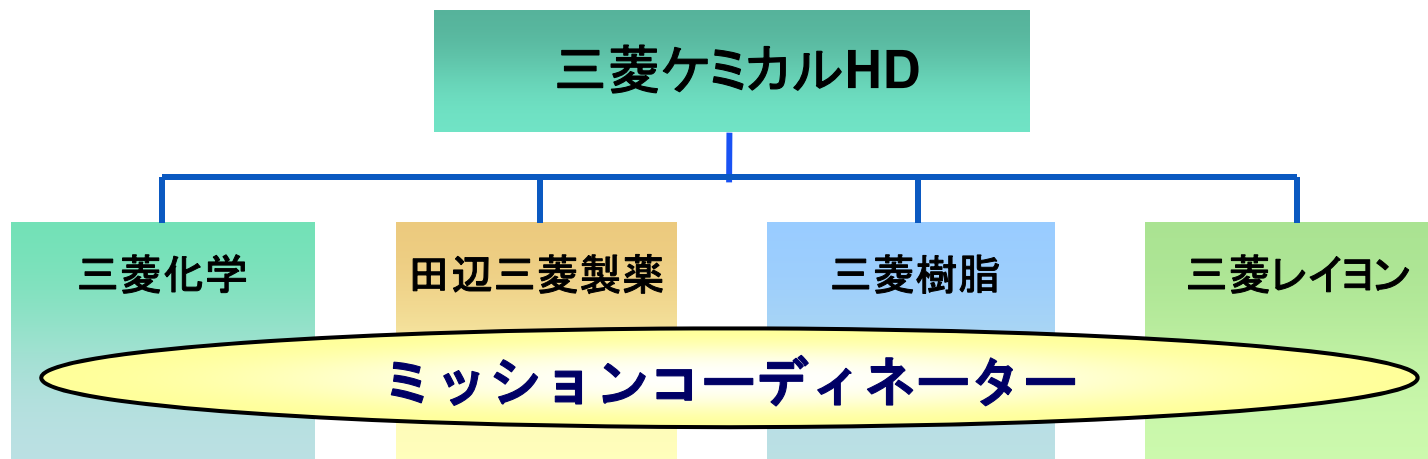 三菱ケミカルHD
三菱化学
田辺三菱製薬
三菱樹脂
三菱レイヨン
ミッションコーディネーター